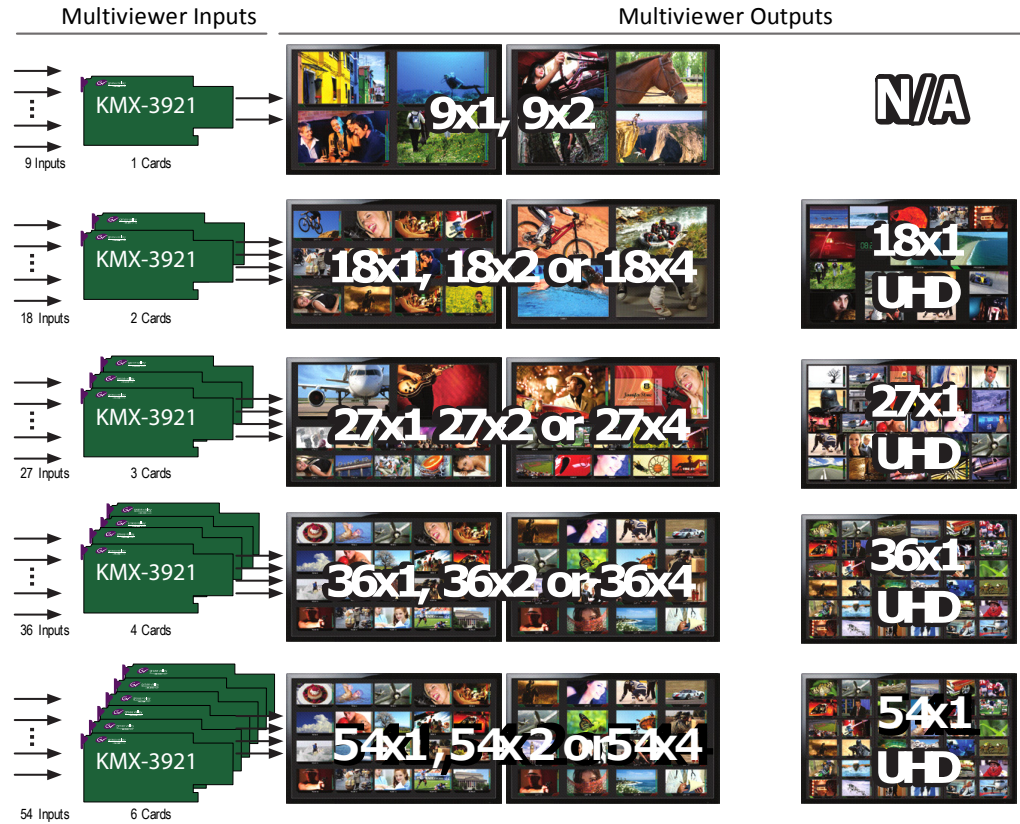 Multiviewer Inputs
Multiviewer Outputs
KMX-3921
9 Inputs
1 Cards
9x1, 9x2
N/A
KMX-3921
18 Inputs
2 Cards
18x1, 18x2 or 18x4
18x1
UHD
KMX-3921
27 Inputs
3 Cards
27x1 27x2 or 27x4
27x1
UHD
KMX-3921
36 Inputs
4 Cards
36x1, 36x2 or 36x4
36x1
UHD
KMX-3921
54 Inputs
6 Cards
54x1, 54x2 or 54x4
54x1
UHD